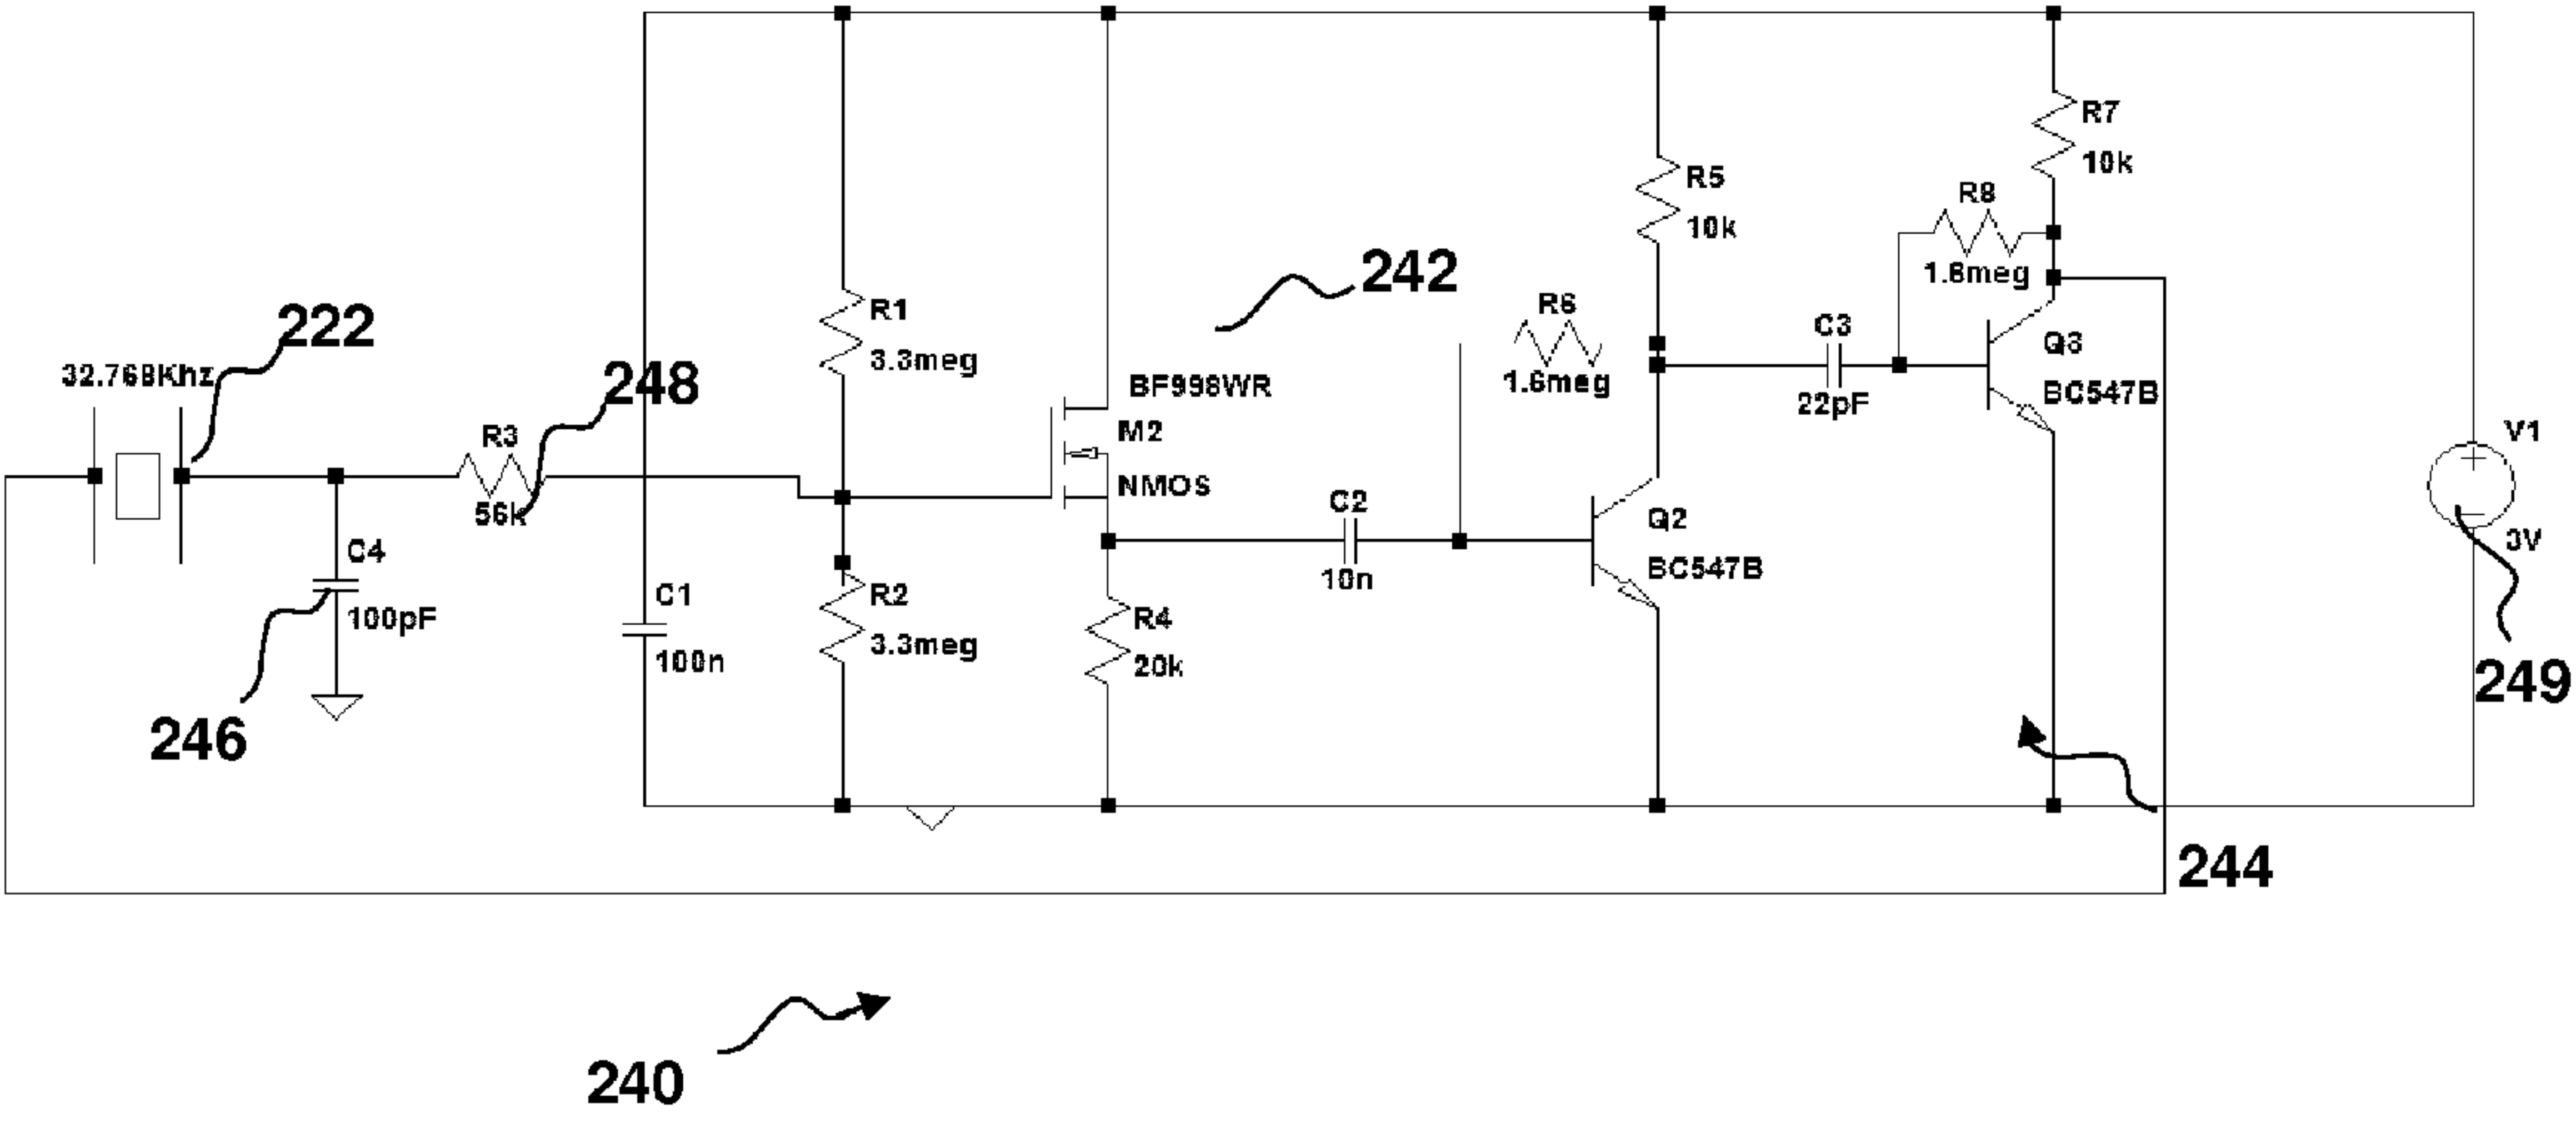 R7
10k
R8
1.8meg
R5
10k
242
R6
1.6meg
C3
22pF
Q3
BC547B
222
32.768Khz
248
R1
3.3meg
BF998WR
M2
NMOS
R3
56k
V1
3V
C2
10n
Q2
BC547B
C4
100pF
C1
100n
R2
3.3meg
R4
20k
246
249
244
240